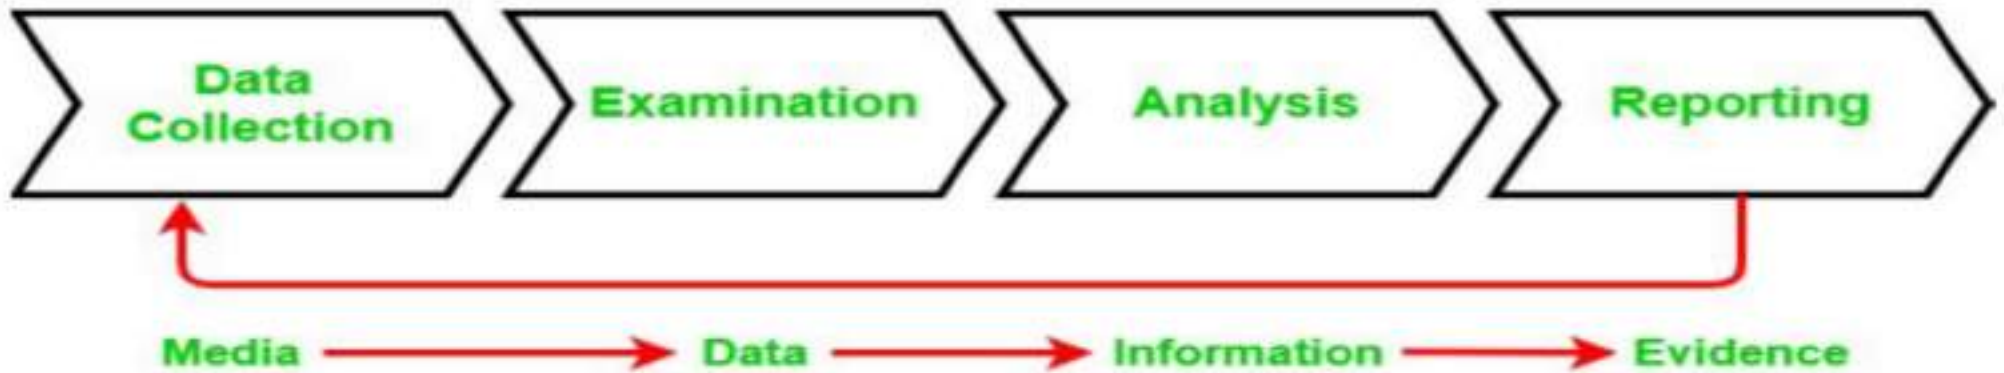 Data
Collection
Examination
Analysis
Reporting
Media
Data
Information
Evidence